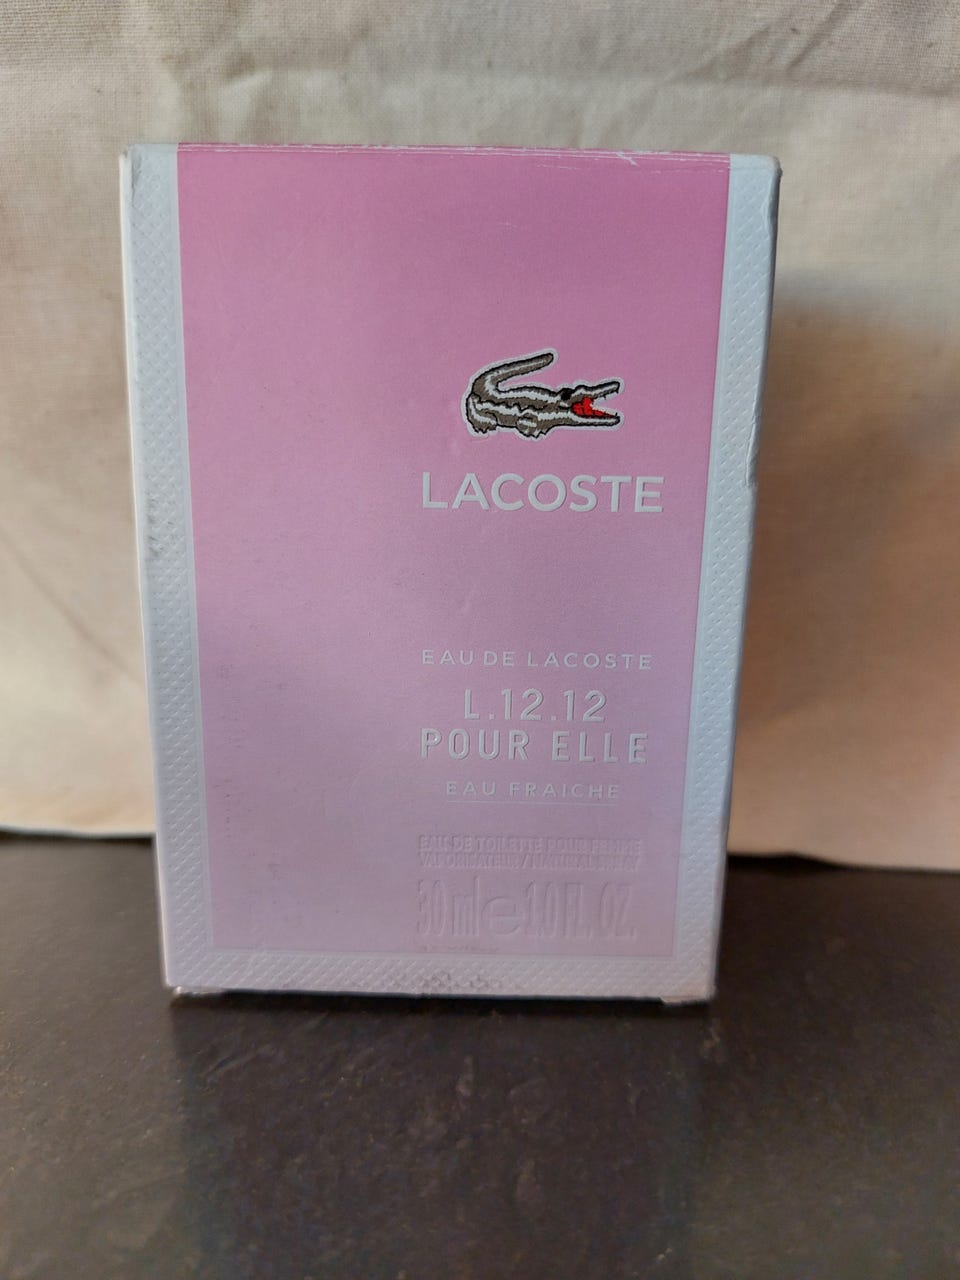 LACOSTE
EAU DE LACOSTE
L.12.12
POUR ELLE
EAU FRAICHE
EAU DE TOILETTE POUR FEMME
VAPORISATEUR / NATURAL SPRAY
30 ml e 1.0 FL. OZ.